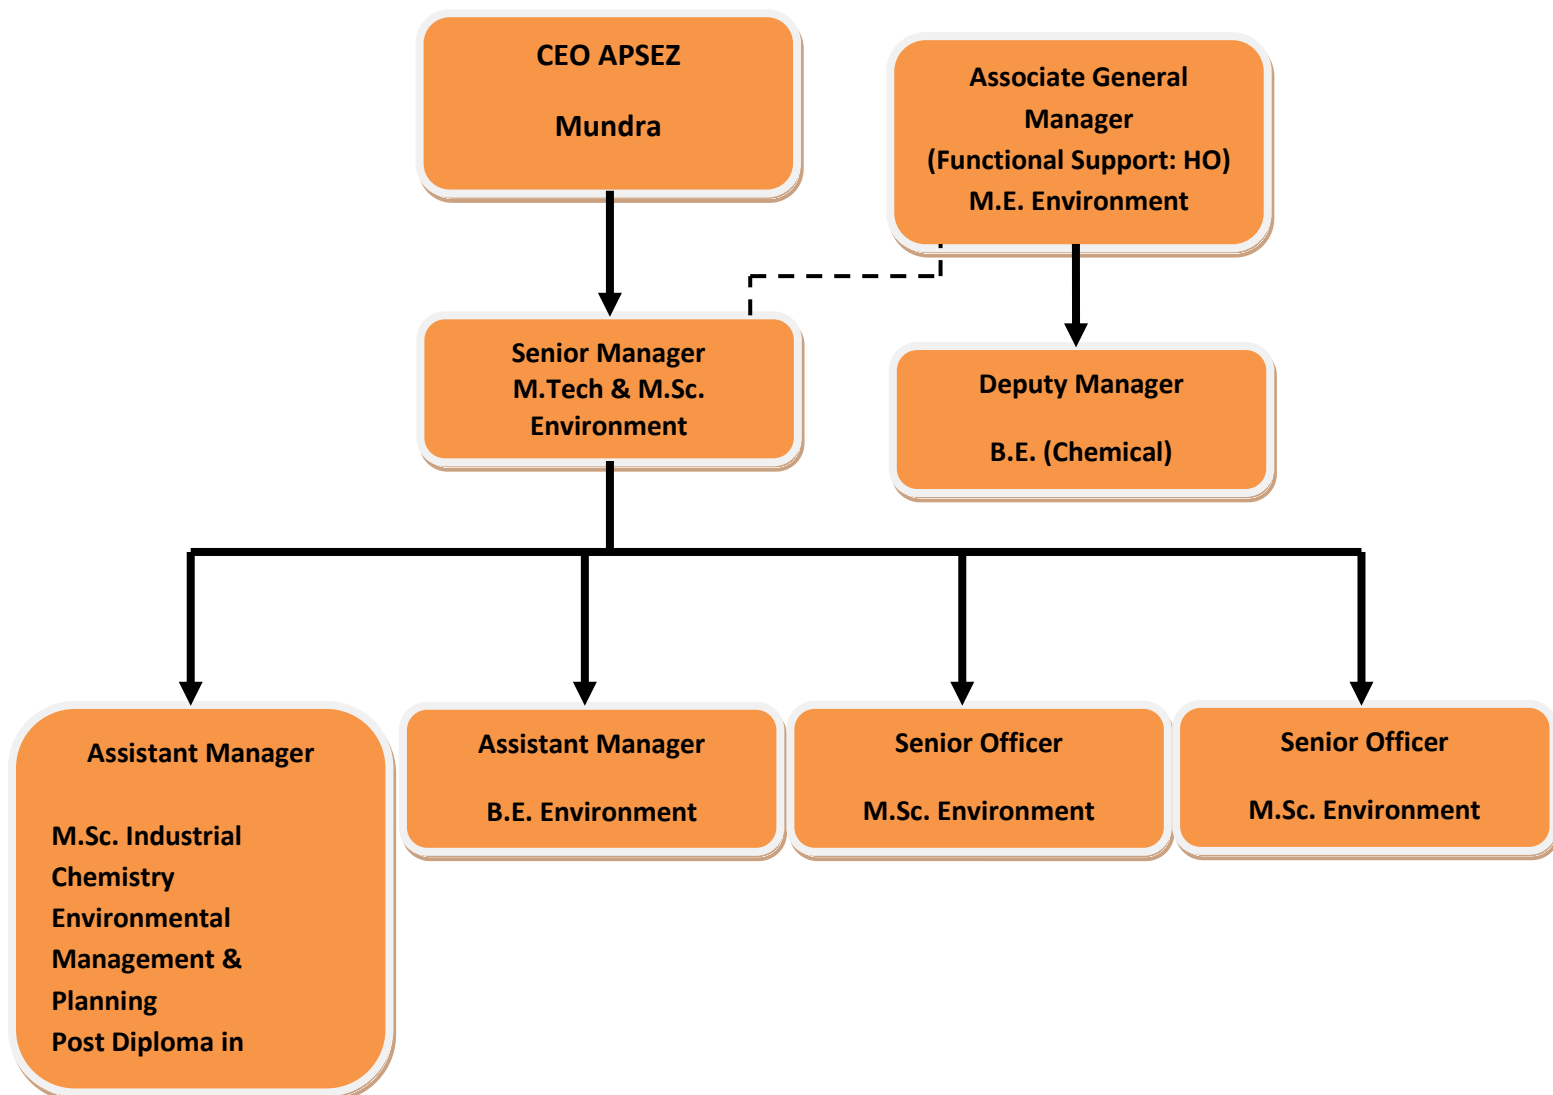 CEO APSEZ
Mundra
Associate General
Manager
(Functional Support: HO)
M.E. Environment
Senior Manager
M.Tech & M.Sc.
Environment
Deputy Manager
B.E. (Chemical)
Assistant Manager
M.Sc. Industrial
Chemistry
Environmental
Management &
Planning
Post Diploma in
Assistant Manager
B.E. Environment
Senior Officer
M.Sc. Environment
Senior Officer
M.Sc. Environment